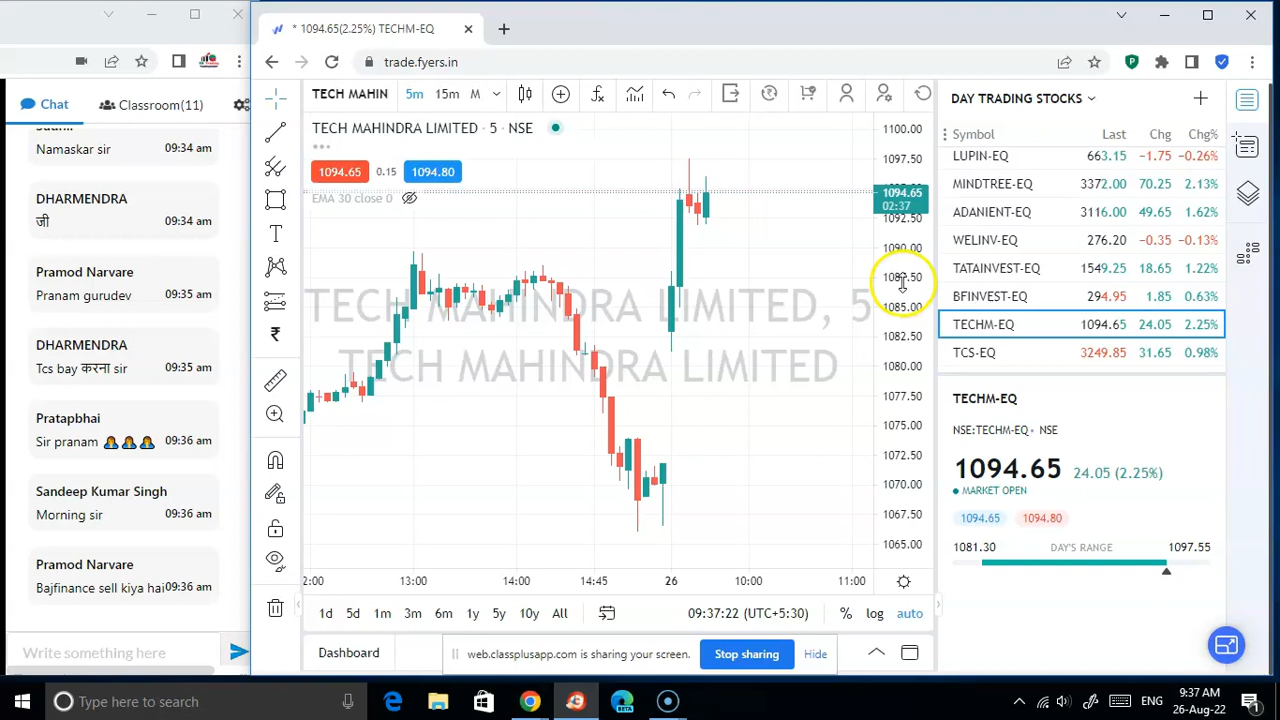 * 1094.65(2.25%) TECHM-EQ
trade.fyers.in
Chat
Classroom(11)
Namaskar sir 09:34 am
DHARMENDRA
जी 09:34 am
Pramod Narvare
Pranam gurudev 09:35 am
DHARMENDRA
Tcs bay करना sir 09:35 am
Pratapbhai
Sir pranam 🙏🙏🙏 09:36 am
Sandeep Kumar Singh
Morning sir 09:36 am
Pramod Narvare
Bajfinance sell kiya hai 09:36 am
Write something here
TECH MAHIN 5m 15m M
TECH MAHINDRA LIMITED · 5 · NSE
1094.65 0.15 1094.80
EMA 30 close 0
TECH MAHINDRA LIMITED, 5
TECH MAHINDRA LIMITED
1100.00
1097.50
1094.65
02:37
1092.50
1090.00
1087.50
1085.00
1082.50
1080.00
1077.50
1075.00
1072.50
1070.00
1067.50
1065.00
2:00 13:00 14:00 14:45 26 10:00 11:00
1d 5d 1m 3m 6m 1y 5y 10y All 09:37:22 (UTC+5:30) % log auto
Dashboard
web.classplusapp.com is sharing your screen. Stop sharing Hide
DAY TRADING STOCKS
Symbol Last Chg Chg%
LUPIN-EQ 663.15 −1.75 −0.26%
MINDTREE-EQ 3372.00 70.25 2.13%
ADANIENT-EQ 3116.00 49.65 1.62%
WELINV-EQ 276.20 −0.35 −0.13%
TATAINVEST-EQ 1549.25 18.65 1.22%
BFINVEST-EQ 294.95 1.85 0.63%
TECHM-EQ 1094.65 24.05 2.25%
TCS-EQ 3249.85 31.65 0.98%
TECHM-EQ
NSE:TECHM-EQ • NSE
1094.65 24.05 (2.25%)
MARKET OPEN
1094.65 1094.80
1081.30 DAY'S RANGE 1097.55
Type here to search
ENG
9:37 AM
26-Aug-22